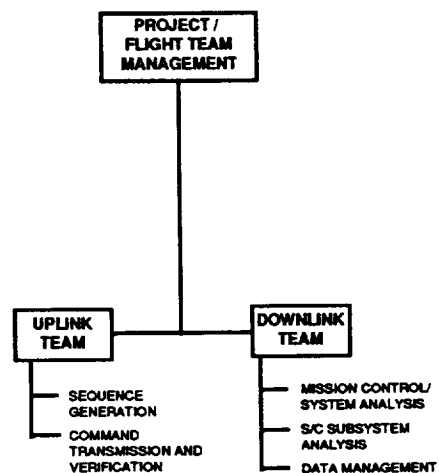 PROJECT /
FLIGHT TEAM
MANAGEMENT
UPLINK
TEAM
SEQUENCE
GENERATION
COMMAND
TRANSMISSION AND
VERIFICATION
DOWNLINK
TEAM
MISSION CONTROL/
SYSTEM ANALYSIS
S/C SUBSYSTEM
ANALYSIS
DATA MANAGEMENT